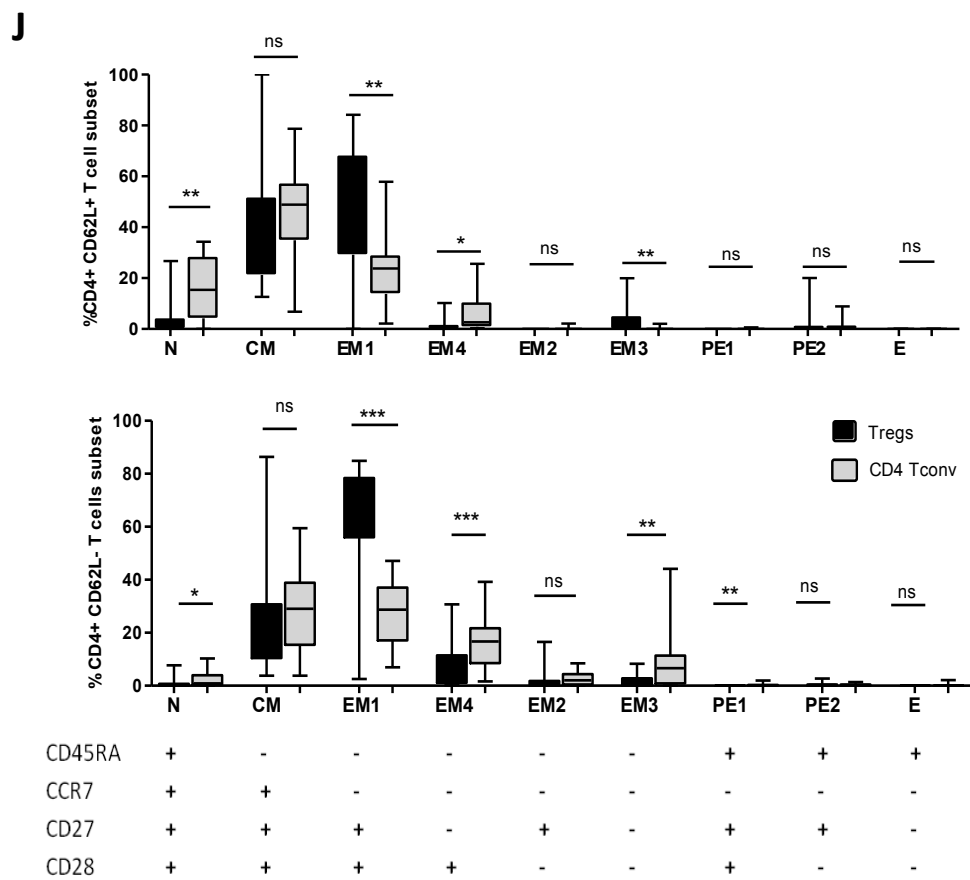 J
ns
100
**
80
%CD4+ CD62L+ T cell subset
60
**
40
*
ns
**
ns
ns
ns
20
0
N CM EM1 EM4 EM2 EM3 PE1 PE2 E
100
ns
***
Tregs
80
% CD4+ CD62L- T cells subset
CD4 Tconv
60
***
**
40
*
ns
**
ns
ns
20
0
N CM EM1 EM4 EM2 EM3 PE1 PE2 E
CD45RA + - - - - - + + +
CCR7 + + - - - - - - -
CD27 + + + - + - + + -
CD28 + + + + - - + - -